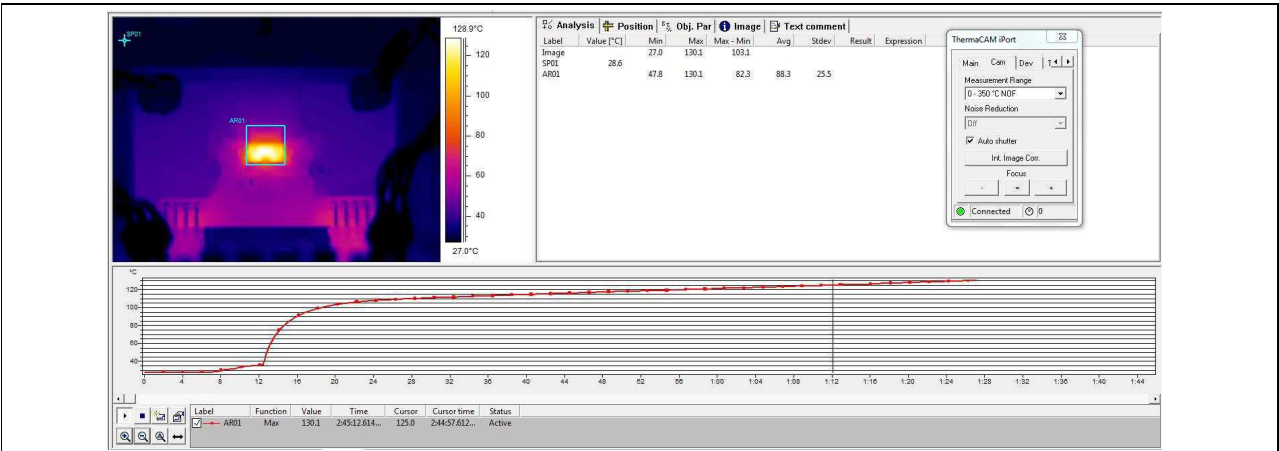 SP01
AR01
128.9°C
120
100
80
60
40
27.0°C
Analysis Position Obj. Par Image Text comment
Label Value [°C] Min Max Max - Min Avg Stdev Result Expression
Image 27.0 130.1 103.1
SP01 28.6
AR01 47.8 130.1 82.3 88.3 25.5
ThermaCAM iPort
Main Cam Dev
Measurement Range
0 - 350 °C NOF
Noise Reduction
Off
Auto shutter
Int. Image Corr.
Focus
- = +
Connected 0
°C
120
100
80
60
40
0 4 8 12 16 20 24 28 32 36 40 44 48 52 56 1:00 1:04 1:08 1:12 1:16 1:20 1:24 1:28 1:32 1:36 1:40 1:44
Label Function Value Time Cursor Cursor time Status
AR01 Max 130.1 2:45:12.614... 125.0 2:44:57.612... Active